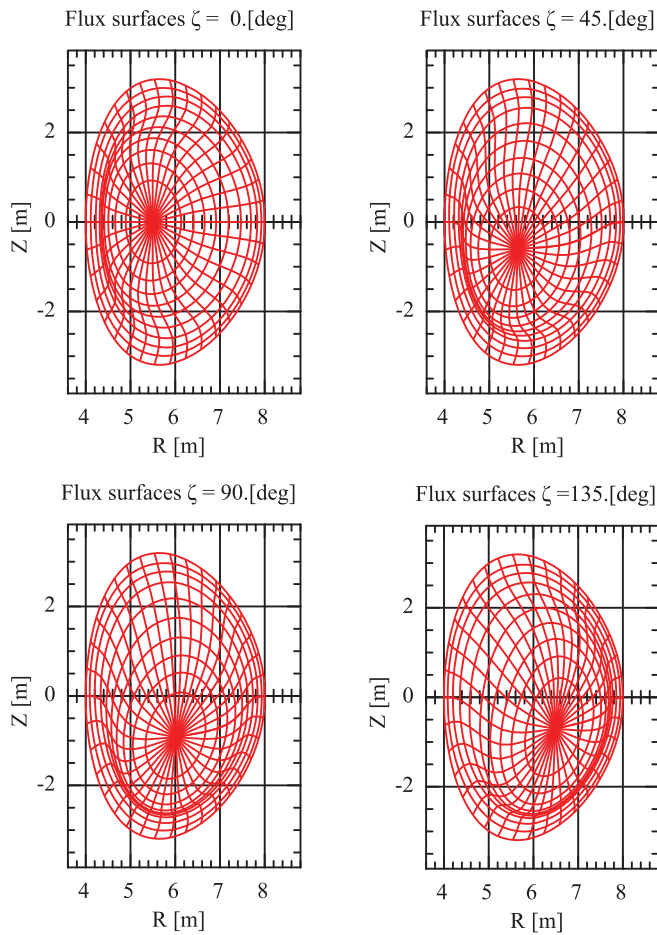 Flux surfaces ζ = 0.[deg]
Flux surfaces ζ = 45.[deg]
Z [m]
2
0
-2
4 5 6 7 8
R [m]
Z [m]
2
0
-2
4 5 6 7 8
R [m]
Flux surfaces ζ = 90.[deg]
Flux surfaces ζ =135.[deg]
Z [m]
2
0
-2
4 5 6 7 8
R [m]
Z [m]
2
0
-2
4 5 6 7 8
R [m]